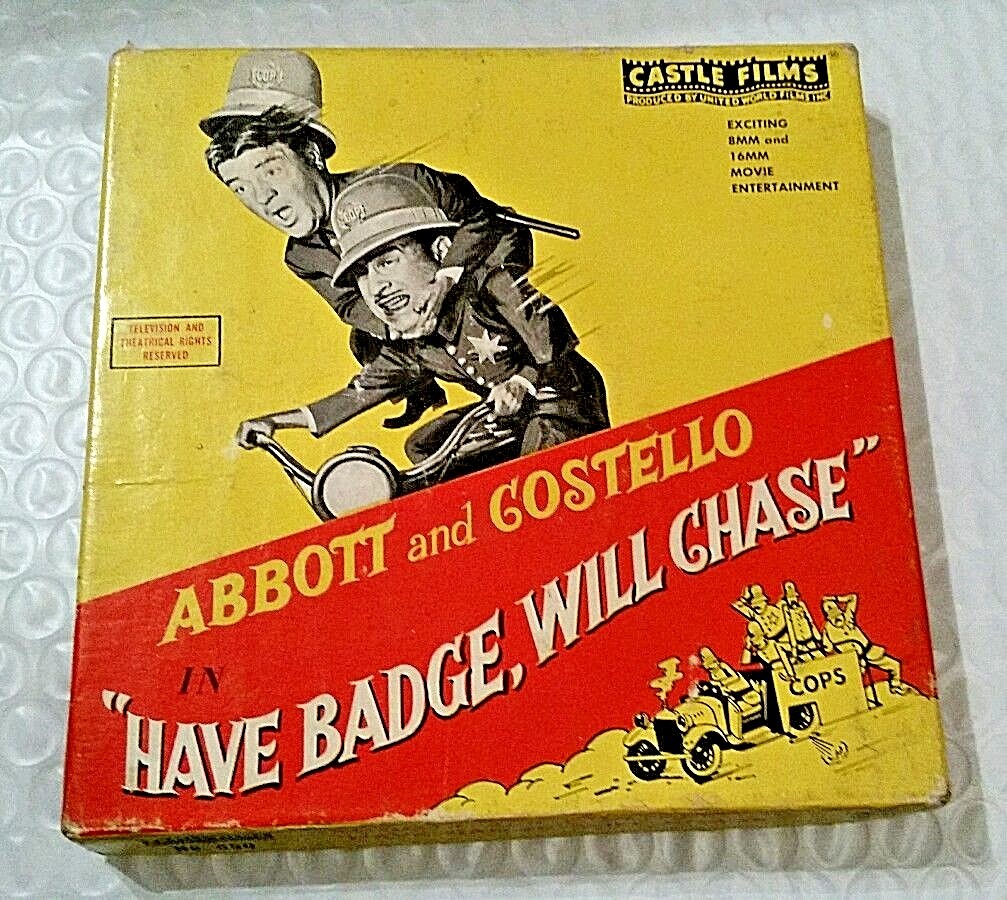 CASTLE FILMS
PRODUCED BY UNITED WORLD FILMS INC
EXCITING
8MM and
16MM
MOVIE
ENTERTAINMENT
COP
COP
TELEVISION AND
THEATRICAL RIGHTS
RESERVED
ABBOTT and COSTELLO
IN
"HAVE BADGE, WILL CHASE"
COPS